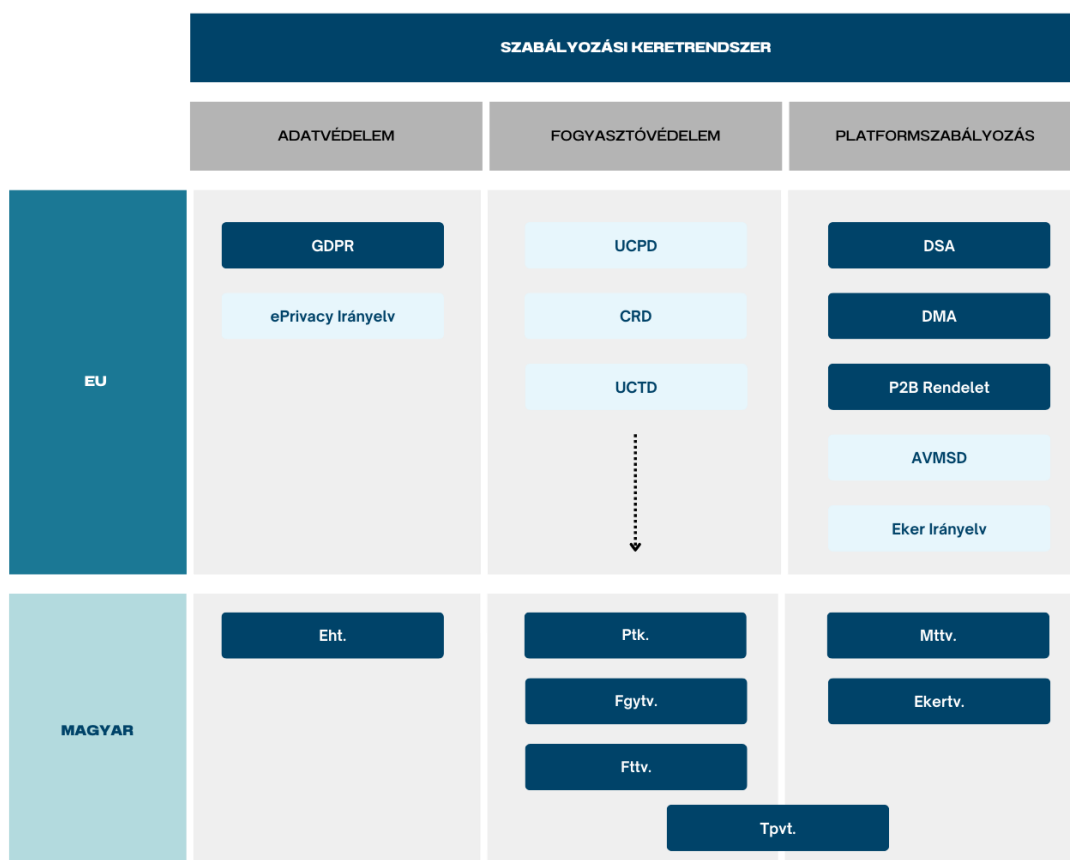 SZABÁLYOZÁSI KERETRENDSZER
ADATVÉDELEM
FOGYASZTÓVÉDELEM
PLATFORMSZABÁLYOZÁS
EU
GDPR
ePrivacy Irányelv
UCPD
CRD
UCTD
DSA
DMA
P2B Rendelet
AVMSD
Eker Irányelv
MAGYAR
Eht.
Ptk.
Fgytv.
Fttv.
Mttv.
Ekertv.
Tpvt.